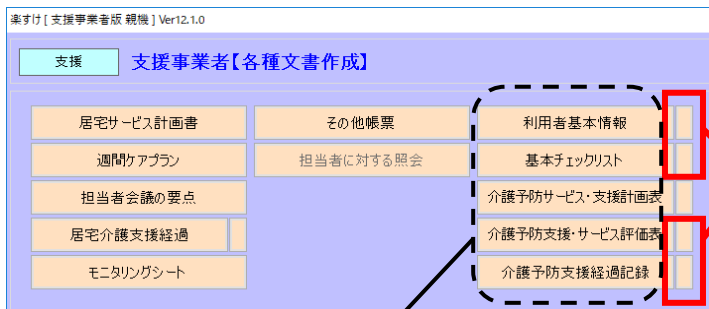 楽すけ [ 支援事業者版 親機 ] Ver12.1.0
支援 支援事業者【各種文書作成】
居宅サービス計画書 その他帳票 利用者基本情報
週間ケアプラン 担当者に対する照会 基本チェックリスト
担当者会議の要点 介護予防サービス・支援計画表
居宅介護支援経過 介護予防支援・サービス評価表
モニタリングシート 介護予防支援経過記録